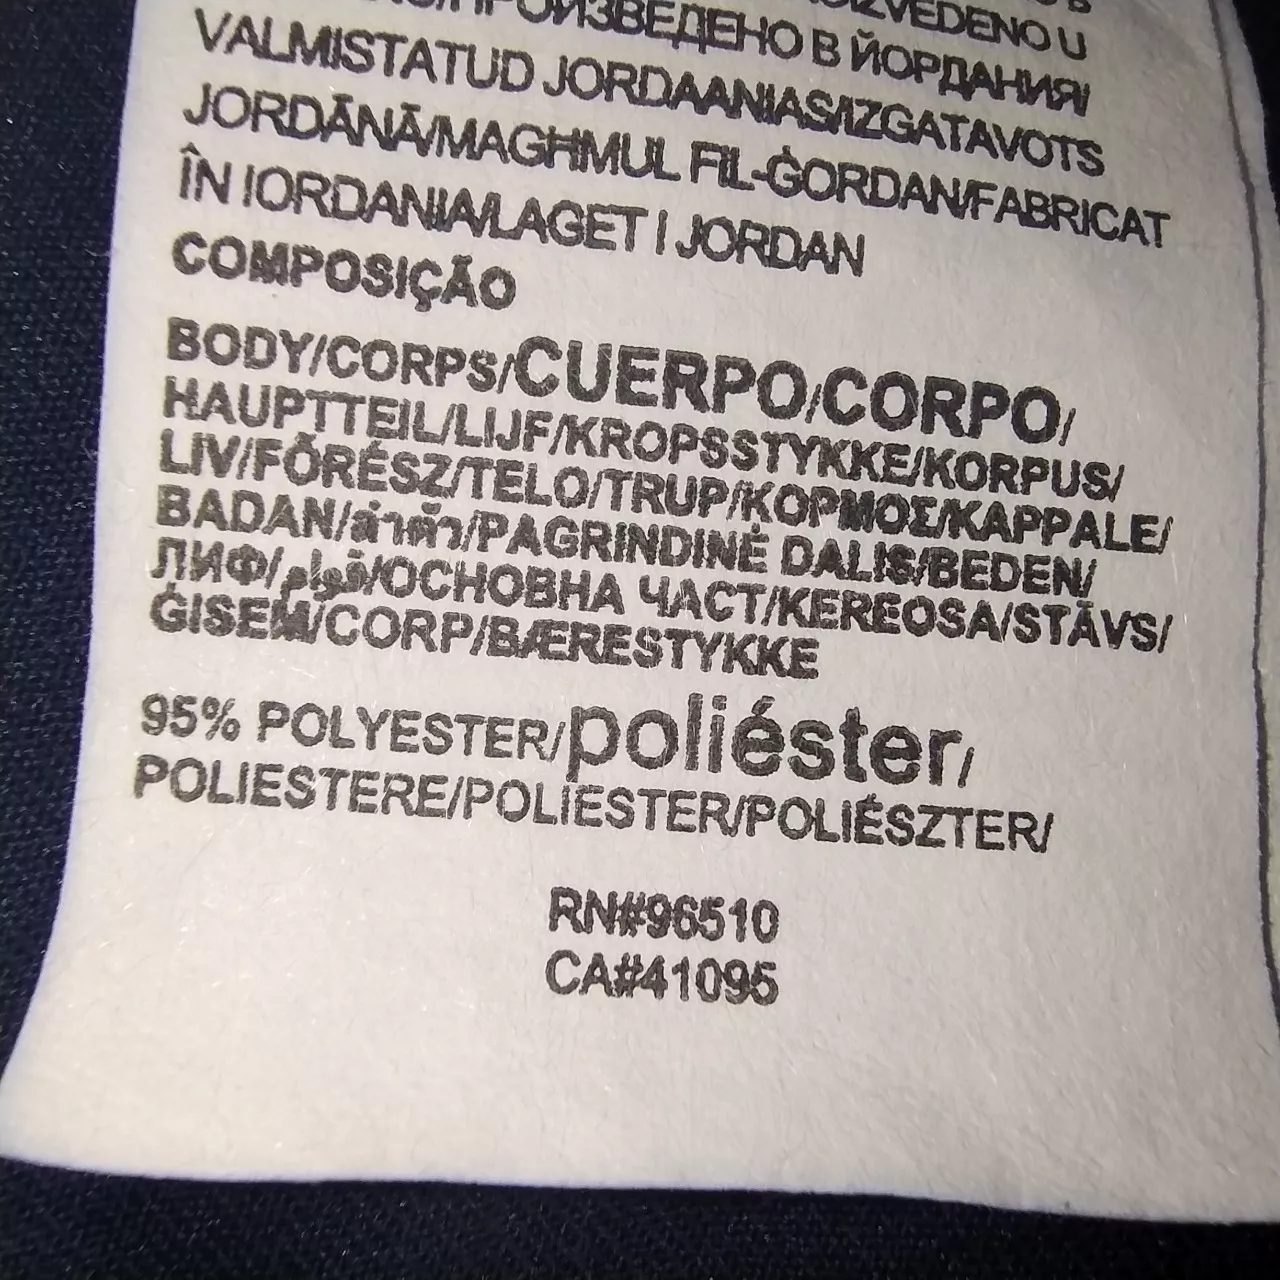 ПРОИЗВЕДЕНО В ЙОРДАНИЯ/
VALMISTATUD JORDAANIAS/IZGATAVOTS
JORDĀNĀ/MAGĦMUL FIL-ĠORDAN/FABRICAT
ÎN IORDANIA/LAGET I JORDAN
COMPOSIÇÃO
BODY/CORPS/CUERPO/CORPO/
HAUPTTEIL/LIJF/KROPSSTYKKE/KORPUS/
LIV/FŐRÉSZ/TELO/TRUP/ΚΟΡΜΟΣ/KAPPALE/
BADAN/ลำตัว/PAGRINDINĖ DALIS/BEDEN/
ЛИФ/قوام/ОСНОВНА ЧАСТ/KEREOSA/STĀVS/
ĠISEM/CORP/BÆRESTYKKE
95% POLYESTER/poliéster/
POLIESTERE/POLIESTER/POLIÉSZTER/
RN#96510
CA#41095